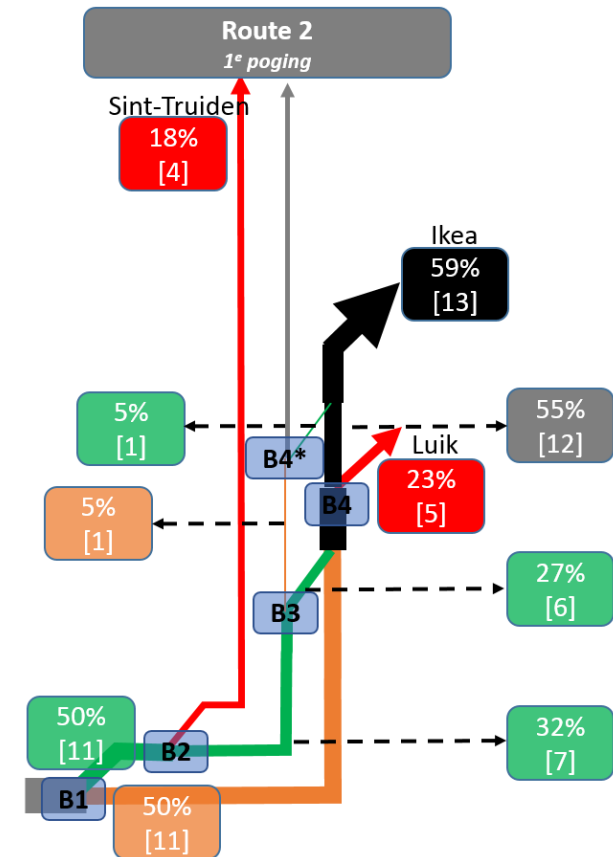 Route 2
1e poging
Sint-Truiden
18%
[4]
Ikea
59%
[13]
5%
[1]
55%
[12]
B4*
Luik
23%
[5]
B4
5%
[1]
27%
[6]
B3
50%
[11]
B2
32%
[7]
B1
50%
[11]